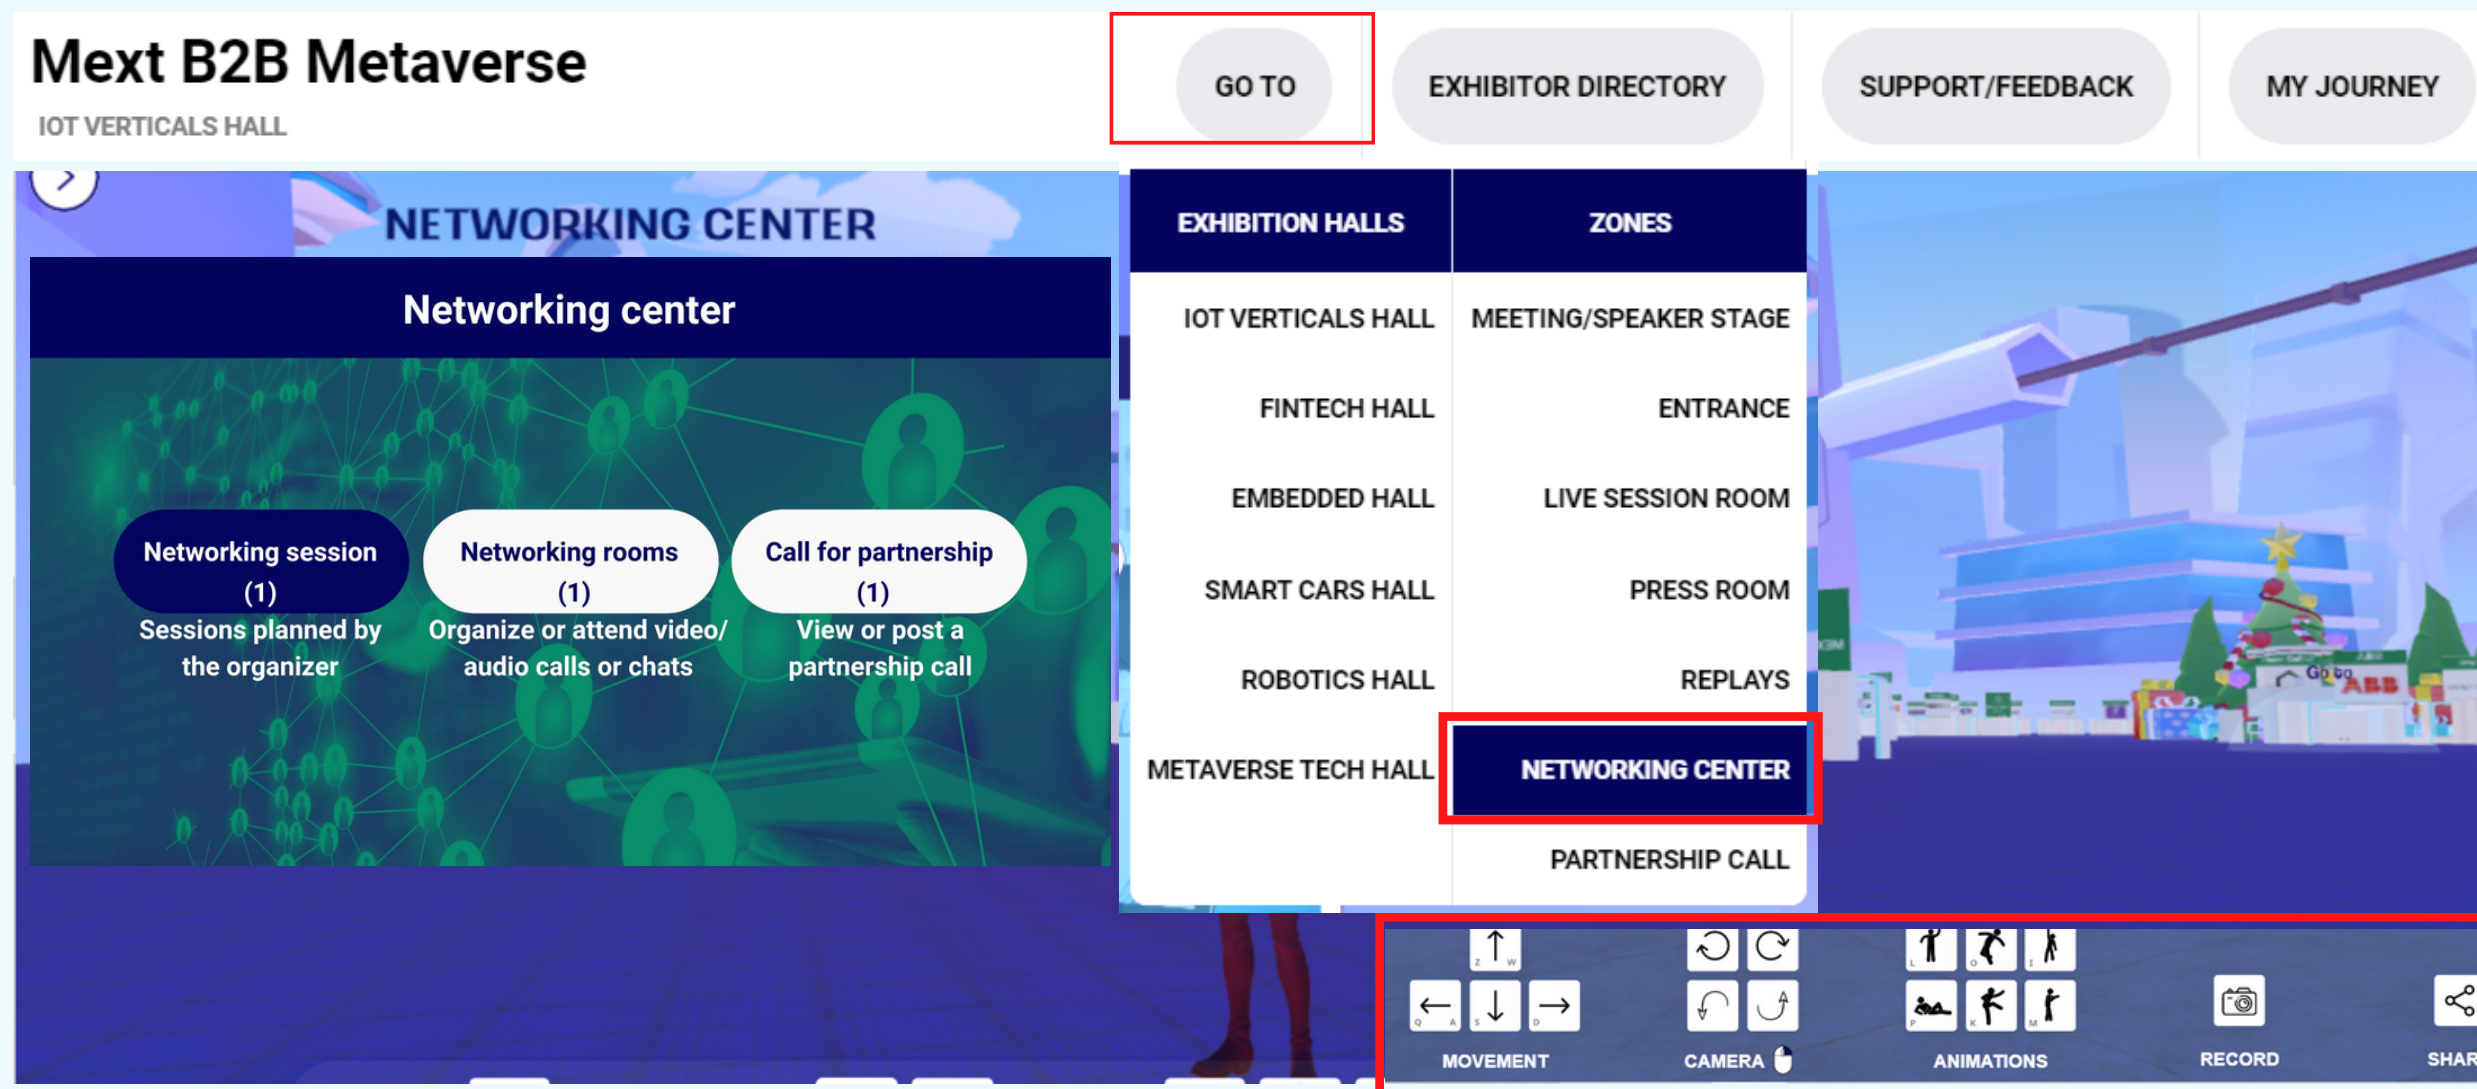 Mext B2B Metaverse
IOT VERTICALS HALL
GO TO
EXHIBITOR DIRECTORY
SUPPORT/FEEDBACK
MY JOURNEY
NETWORKING CENTER
Networking center
Networking session
(1)
Sessions planned by
the organizer
Networking rooms
(1)
Organize or attend video/
audio calls or chats
Call for partnership
(1)
View or post a
partnership call
EXHIBITION HALLS
IOT VERTICALS HALL
FINTECH HALL
EMBEDDED HALL
SMART CARS HALL
ROBOTICS HALL
METAVERSE TECH HALL
ZONES
MEETING/SPEAKER STAGE
ENTRANCE
LIVE SESSION ROOM
PRESS ROOM
REPLAYS
NETWORKING CENTER
PARTNERSHIP CALL
Go to
ABB
Z W
Q A S D
MOVEMENT
CAMERA
L O I
P K M
ANIMATIONS
RECORD
SHAR